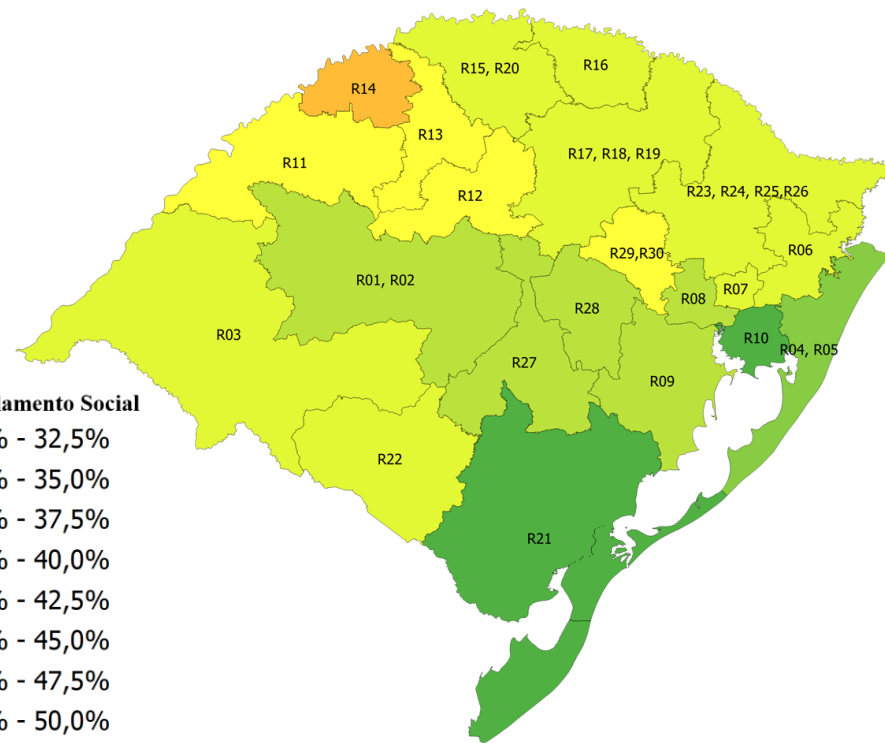 R15, R20
R16
R14
R13
R17, R18, R19
R11
R12
R23, R24, R25,R26
R29,R30
R06
R01, R02
R07
R08
R28
R03
R10
R04, R05
R27
R09
lamento Social
% - 32,5%
R22
% - 35,0%
% - 37,5%
R21
% - 40,0%
% - 42,5%
% - 45,0%
% - 47,5%
% - 50,0%